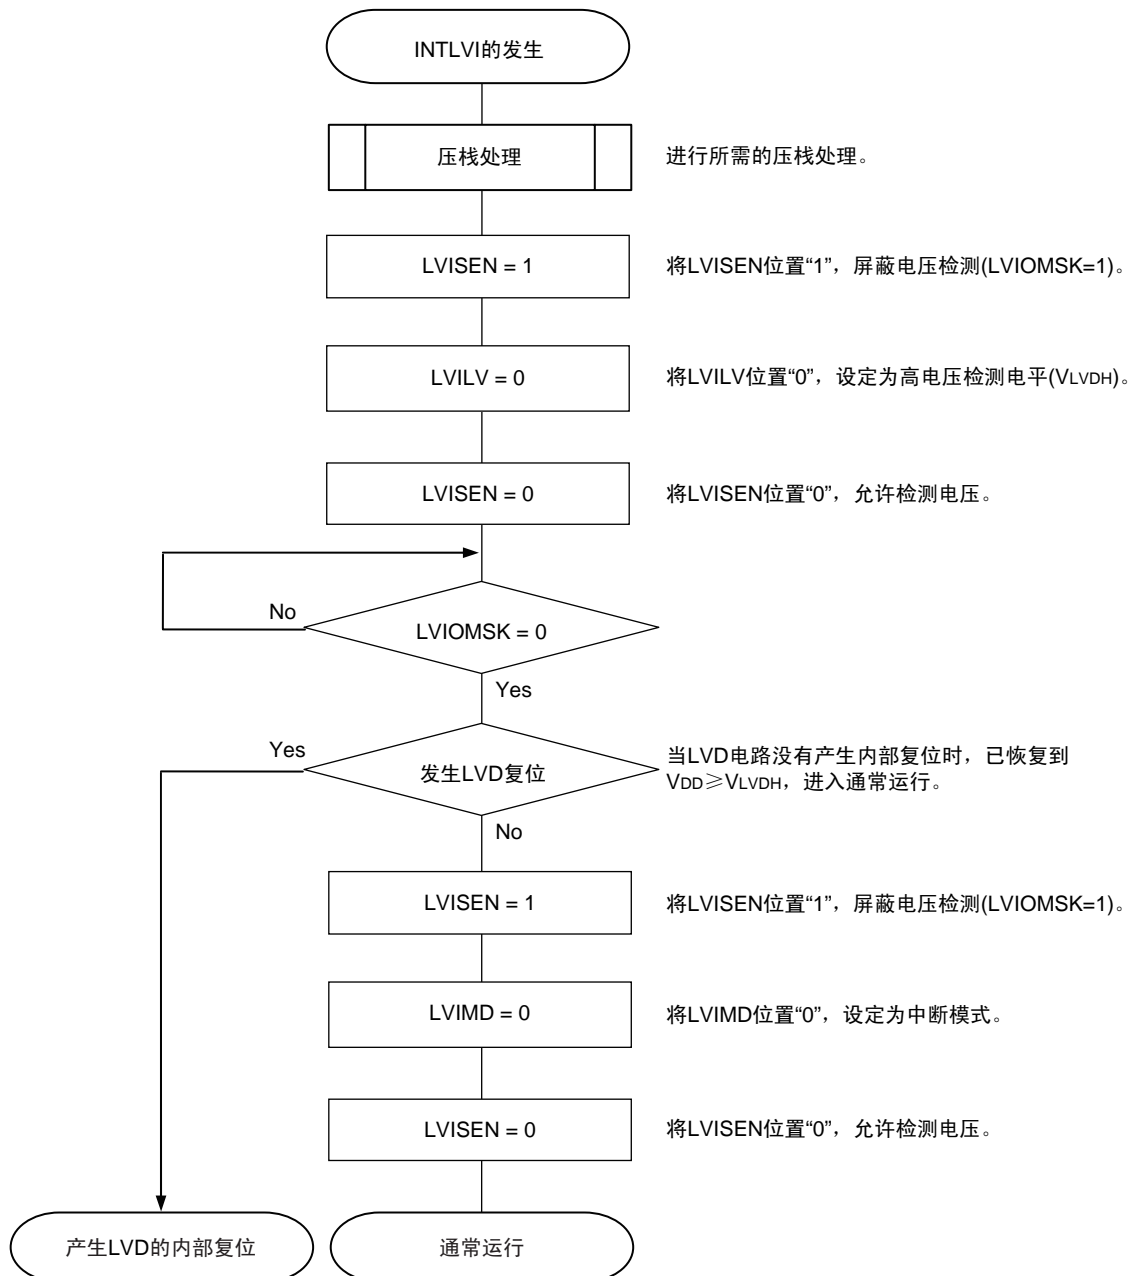 INTLVI的发生
压栈处理
进行所需的压栈处理。
LVISEN = 1
将LVISEN位置“1”，屏蔽电压检测(LVIOMSK=1)。
LVILV = 0
将LVILV位置“0”，设定为高电压检测电平(VLVDH)。
LVISEN = 0
将LVISEN位置“0”，允许检测电压。
No
LVIOMSK = 0
Yes
Yes
发生LVD复位
当LVD电路没有产生内部复位时，已恢复到
VDD≥VLVDH，进入通常运行。
No
LVISEN = 1
将LVISEN位置“1”，屏蔽电压检测(LVIOMSK=1)。
LVIMD = 0
将LVIMD位置“0”，设定为中断模式。
LVISEN = 0
将LVISEN位置“0”，允许检测电压。
产生LVD的内部复位
通常运行